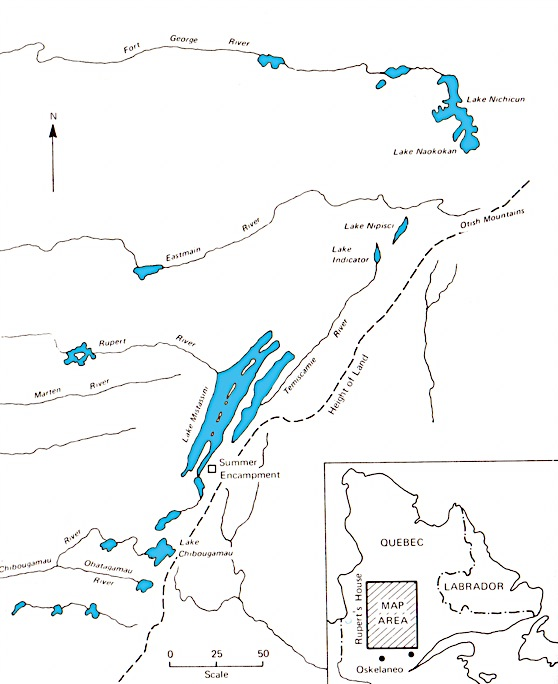 Fort George River
Lake Nichicun
N
Lake Naokokan
Otish Mountains
Lake Nipisci
Eastmain River
Lake
Indicator
Rupert River
Temiscamie River
Height of Land
Marten River
Lake Mistassini
Summer
Encampment
River
Lake
Chibougamau
Chibougamau
Obatagamau
River
QUEBEC
LABRADOR
Rupert's House
MAP
AREA
Oskelaneo
0 25 50
Scale